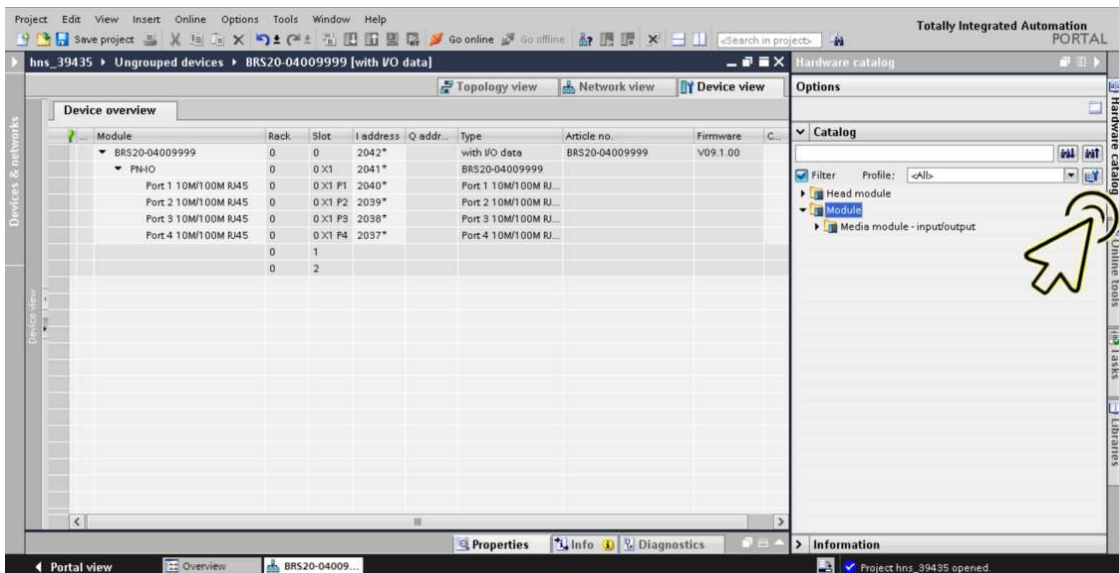 Project Edit View Insert Online Options Tools Window Help
Totally Integrated Automation
PORTAL
Save project Go online Go offline <Search in project>
hns_39435 ▸ Ungrouped devices ▸ BRS20-04009999 [with I/O data]
Hardware catalog
Topology view Network view Device view
Options
Device overview
... Module Rack Slot I address Q addr... Type Article no. Firmware C...
BRS20-04009999 0 0 2042* with I/O data BRS20-04009999 V09.1.00
PN-IO 0 0 X1 2041* BRS20-04009999
Port 1 10M/100M RJ45 0 0 X1 P1 2040* Port 1 10M/100M RJ...
Port 2 10M/100M RJ45 0 0 X1 P2 2039* Port 2 10M/100M RJ...
Port 3 10M/100M RJ45 0 0 X1 P3 2038* Port 3 10M/100M RJ...
Port 4 10M/100M RJ45 0 0 X1 P4 2037* Port 4 10M/100M RJ...
0 1
0 2
Catalog
Filter Profile: <All>
Head module
Module
Media module - input/output
Devices & networks
Device view
Hardware catalog
Online tools
Tasks
Libraries
Properties Info Diagnostics
Information
Portal view Overview BRS20-04009... Project hns_39435 opened.